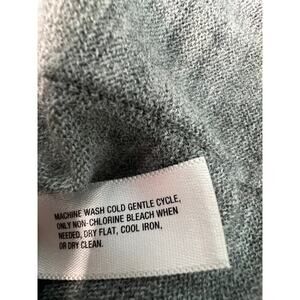 MACHINE WASH COLD GENTLE CYCLE,
ONLY NON-CHLORINE BLEACH WHEN
NEEDED, DRY FLAT, COOL IRON,
OR DRY CLEAN.